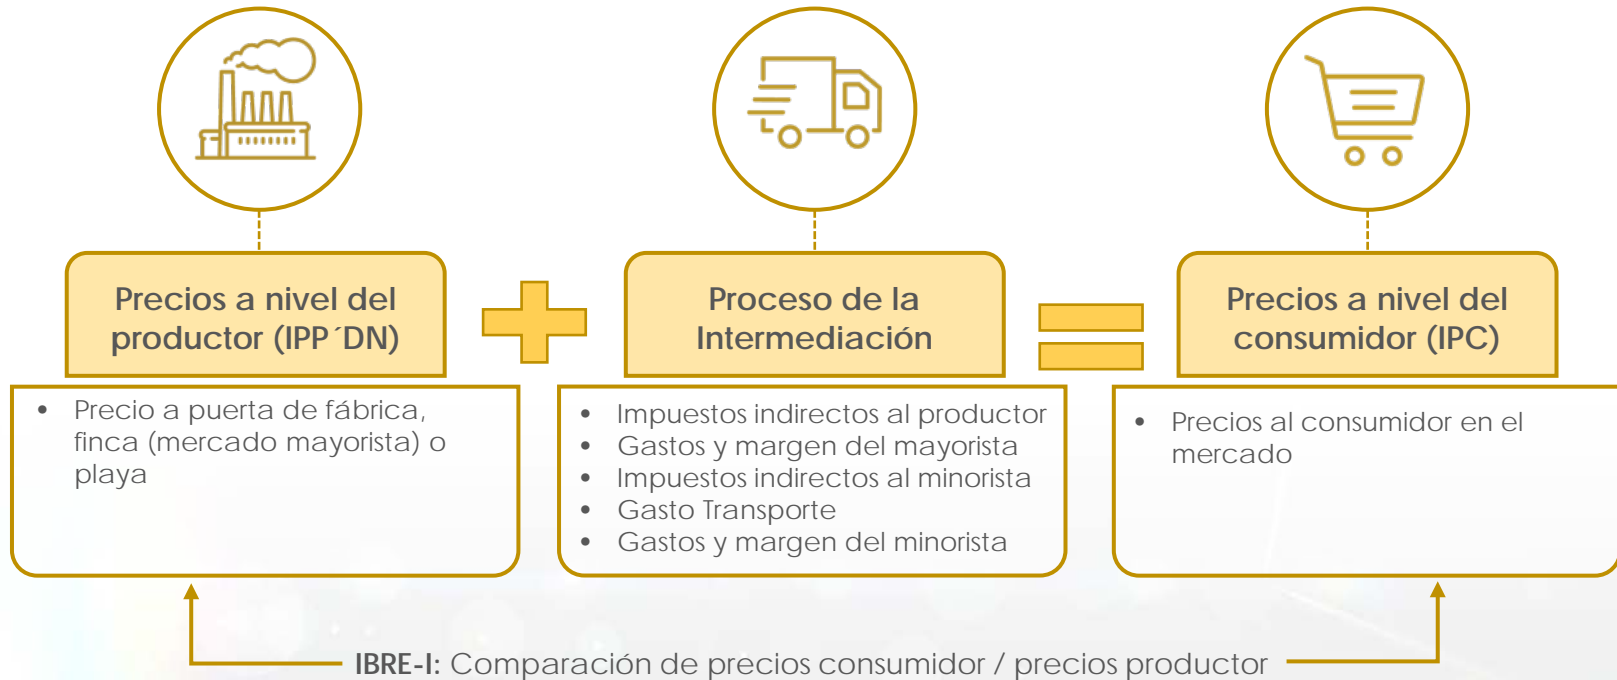 Precios a nivel del
productor (IPP´DN)
Proceso de la
Intermediación
Precios a nivel del
consumidor (IPC)
• Precio a puerta de fábrica,
finca (mercado mayorista) o
playa
• Impuestos indirectos al productor
• Gastos y margen del mayorista
• Impuestos indirectos al minorista
• Gasto Transporte
• Gastos y margen del minorista
• Precios al consumidor en el
mercado
IBRE-I: Comparación de precios consumidor / precios productor